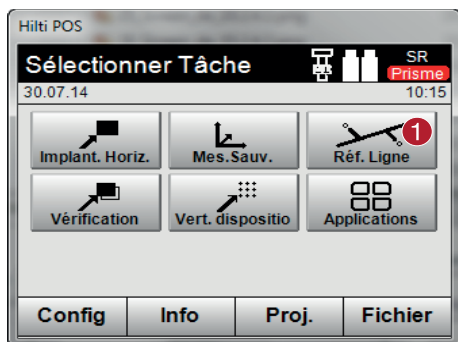 Hilti POS
Sélectionner Tâche
SR
Prisme
30.07.14 10:15
1
Implant. Horiz. Mes.Sauv. Réf. Ligne
Vérification Vert. dispositio Applications
Config Info Proj. Fichier